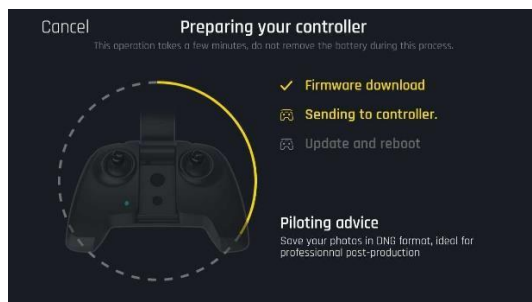 Cancel
Preparing your controller
This operation takes a few minutes, do not remove the battery during this process.
Firmware download
Sending to controller.
Update and reboot
Piloting advice
Save your photos in DNG format, ideal for
professionnal post-production